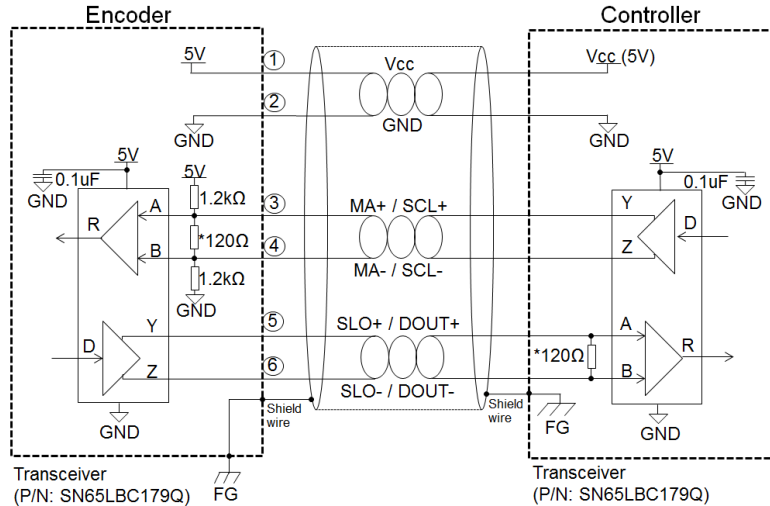 Encoder
Controller
5V
1
Vcc
Vcc (5V)
2
GND
GND
GND
5V
0.1uF
GND
5V
1.2kΩ
5V
0.1uF
GND
A
R
B
3
MA+ / SCL+
Y
D
*120Ω
4
MA- / SCL-
Z
1.2kΩ
GND
D
Y
Z
5
SLO+ / DOUT+
A
R
B
*120Ω
6
SLO- / DOUT-
GND
Shield
wire
Shield
wire
FG
GND
FG
Transceiver
(P/N: SN65LBC179Q)
Transceiver
(P/N: SN65LBC179Q)